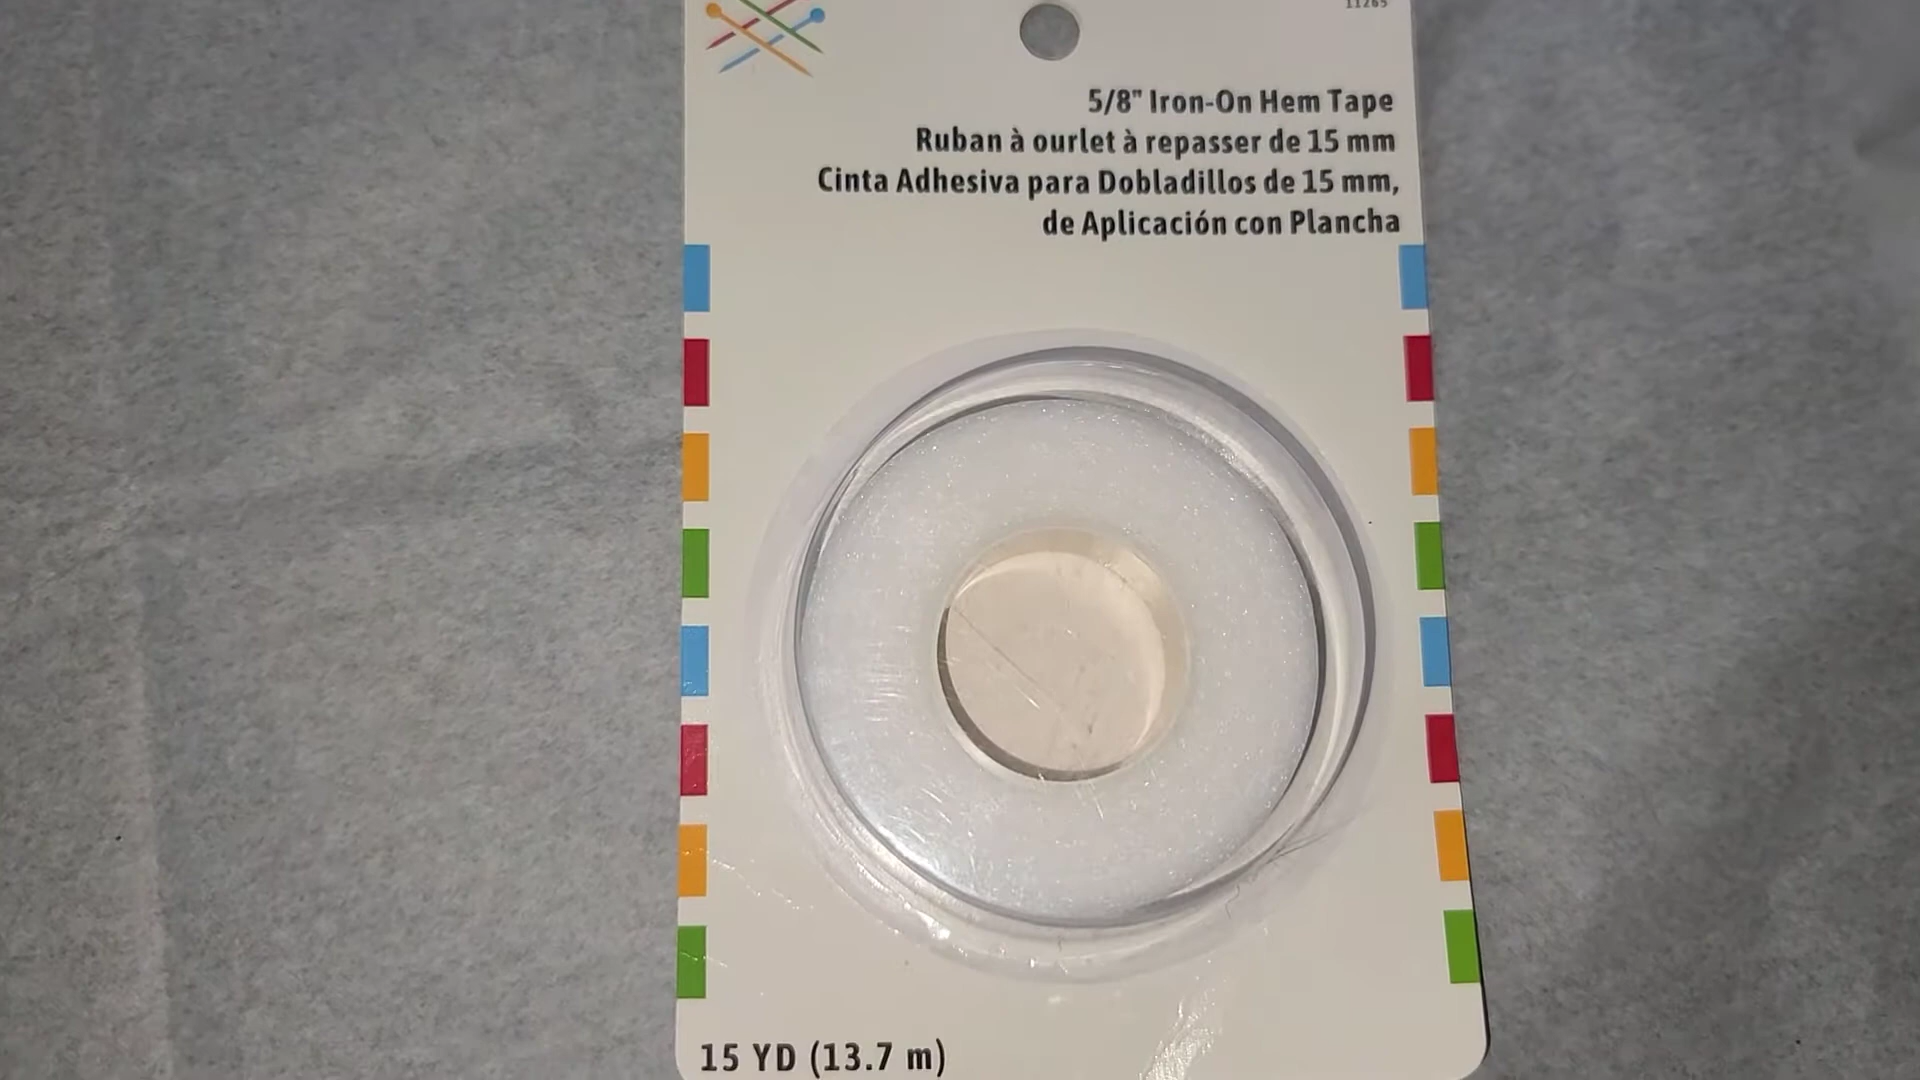 11265
5/8" Iron-On Hem Tape
Ruban à ourlet à repasser de 15 mm
Cinta Adhesiva para Dobladillos de 15 mm,
de Aplicación con Plancha
15 YD (13.7 m)